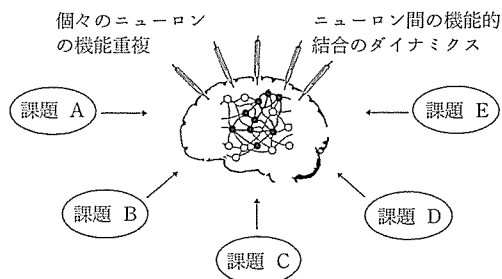 個々のニューロン
の機能重複
ニューロン間の機能的
結合のダイナミクス
課題 A
課題 E
課題 B
課題 D
課題 C